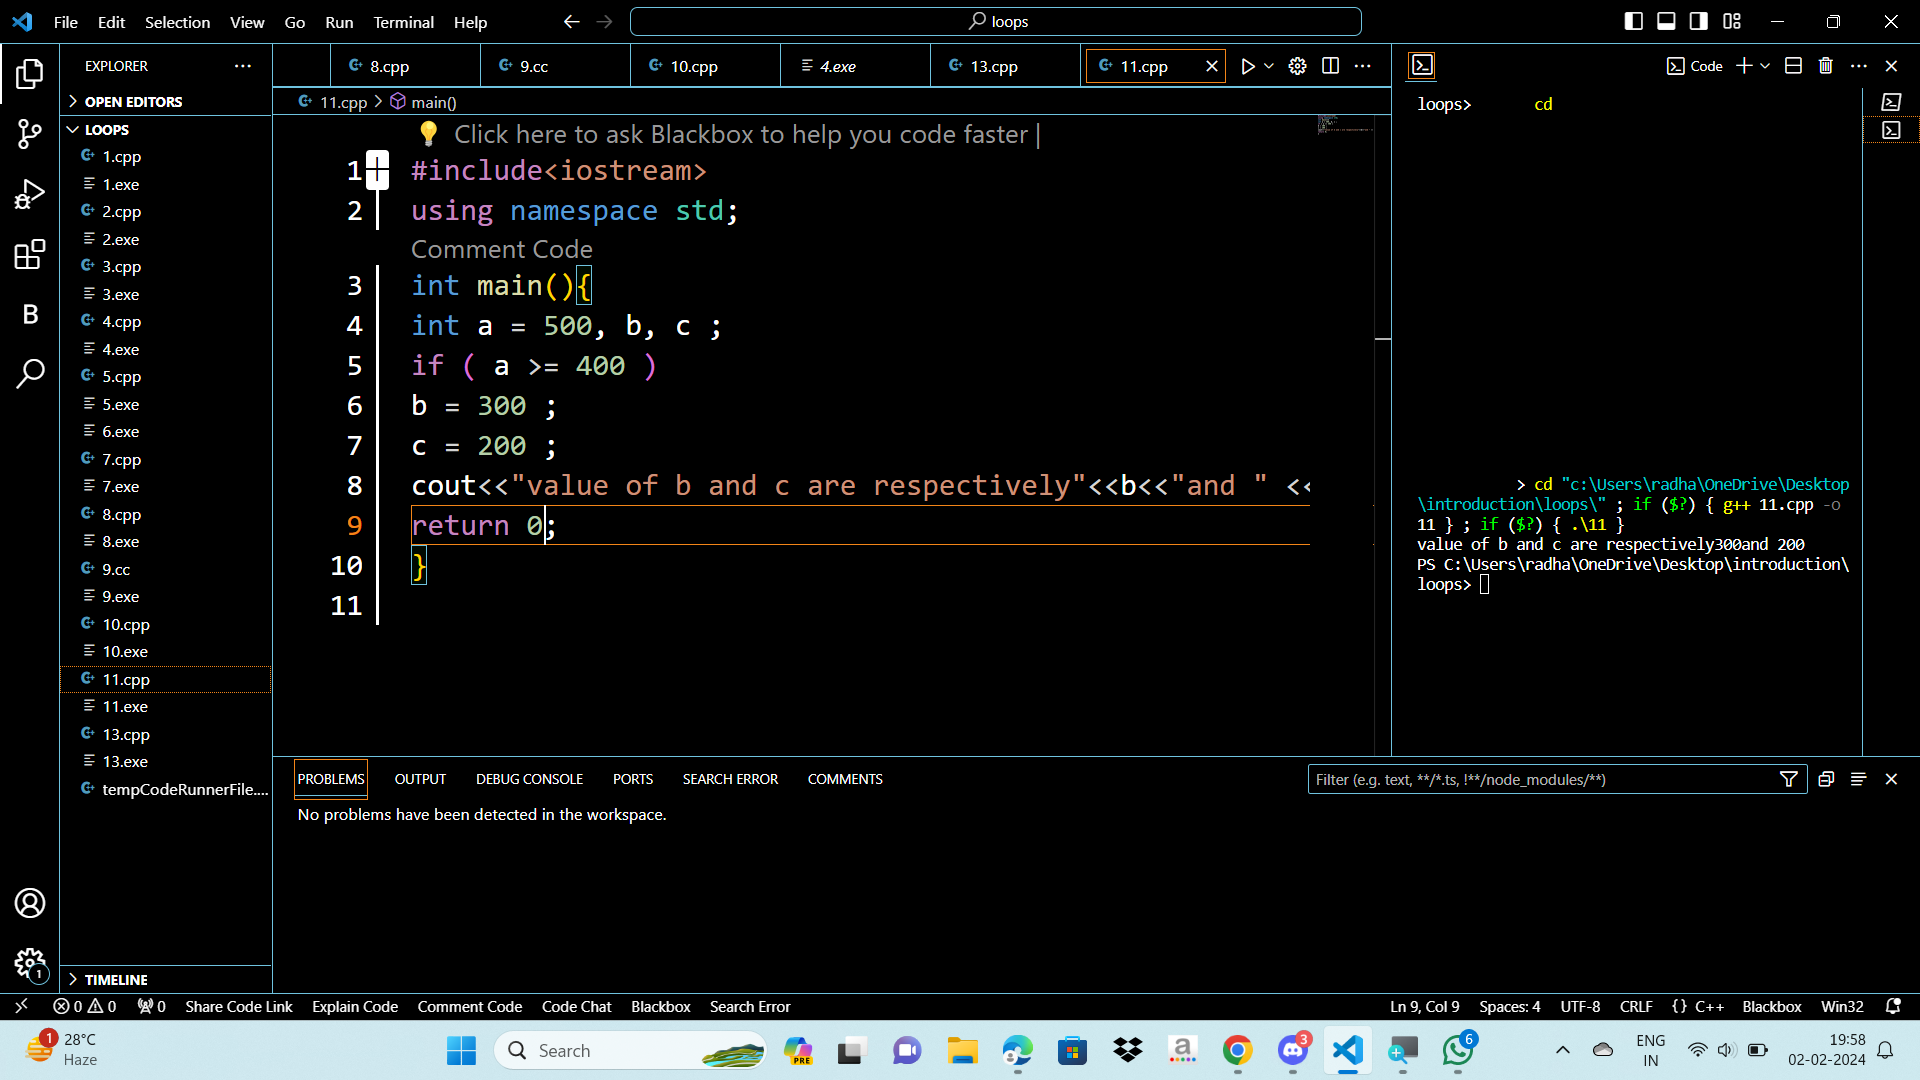 File Edit Selection View Go Run Terminal Help
loops
EXPLORER
OPEN EDITORS
LOOPS
1.cpp
1.exe
2.cpp
2.exe
3.cpp
3.exe
4.cpp
4.exe
5.cpp
5.exe
6.exe
7.cpp
7.exe
8.cpp
8.exe
9.cc
9.exe
10.cpp
10.exe
11.cpp
11.exe
13.cpp
13.exe
tempCodeRunnerFile....
TIMELINE
8.cpp 9.cc 10.cpp 4.exe 13.cpp 11.cpp
11.cpp > main()
Click here to ask Blackbox to help you code faster |
1 #include<iostream>
2 using namespace std;
Comment Code
3 int main(){
4 int a = 500, b, c ;
5 if ( a >= 400 )
6 b = 300 ;
7 c = 200 ;
8 cout<<"value of b and c are respectively"<<b<<"and " <<
9 return 0;
10 }
11
Code
loops> cd
> cd "c:\Users\radha\OneDrive\Desktop
\introduction\loops\" ; if ($?) { g++ 11.cpp -o
11 } ; if ($?) { .\11 }
value of b and c are respectively300and 200
PS C:\Users\radha\OneDrive\Desktop\introduction\
loops>
PROBLEMS OUTPUT DEBUG CONSOLE PORTS SEARCH ERROR COMMENTS
Filter (e.g. text, **/*.ts, !**/node_modules/**)
No problems have been detected in the workspace.
B
1
0 0 0 Share Code Link Explain Code Comment Code Code Chat Blackbox Search Error
Ln 9, Col 9 Spaces: 4 UTF-8 CRLF {} C++ Blackbox Win32
1
28°C
Haze
Search
PRE
a
3
6
ENG
IN
19:58
02-02-2024